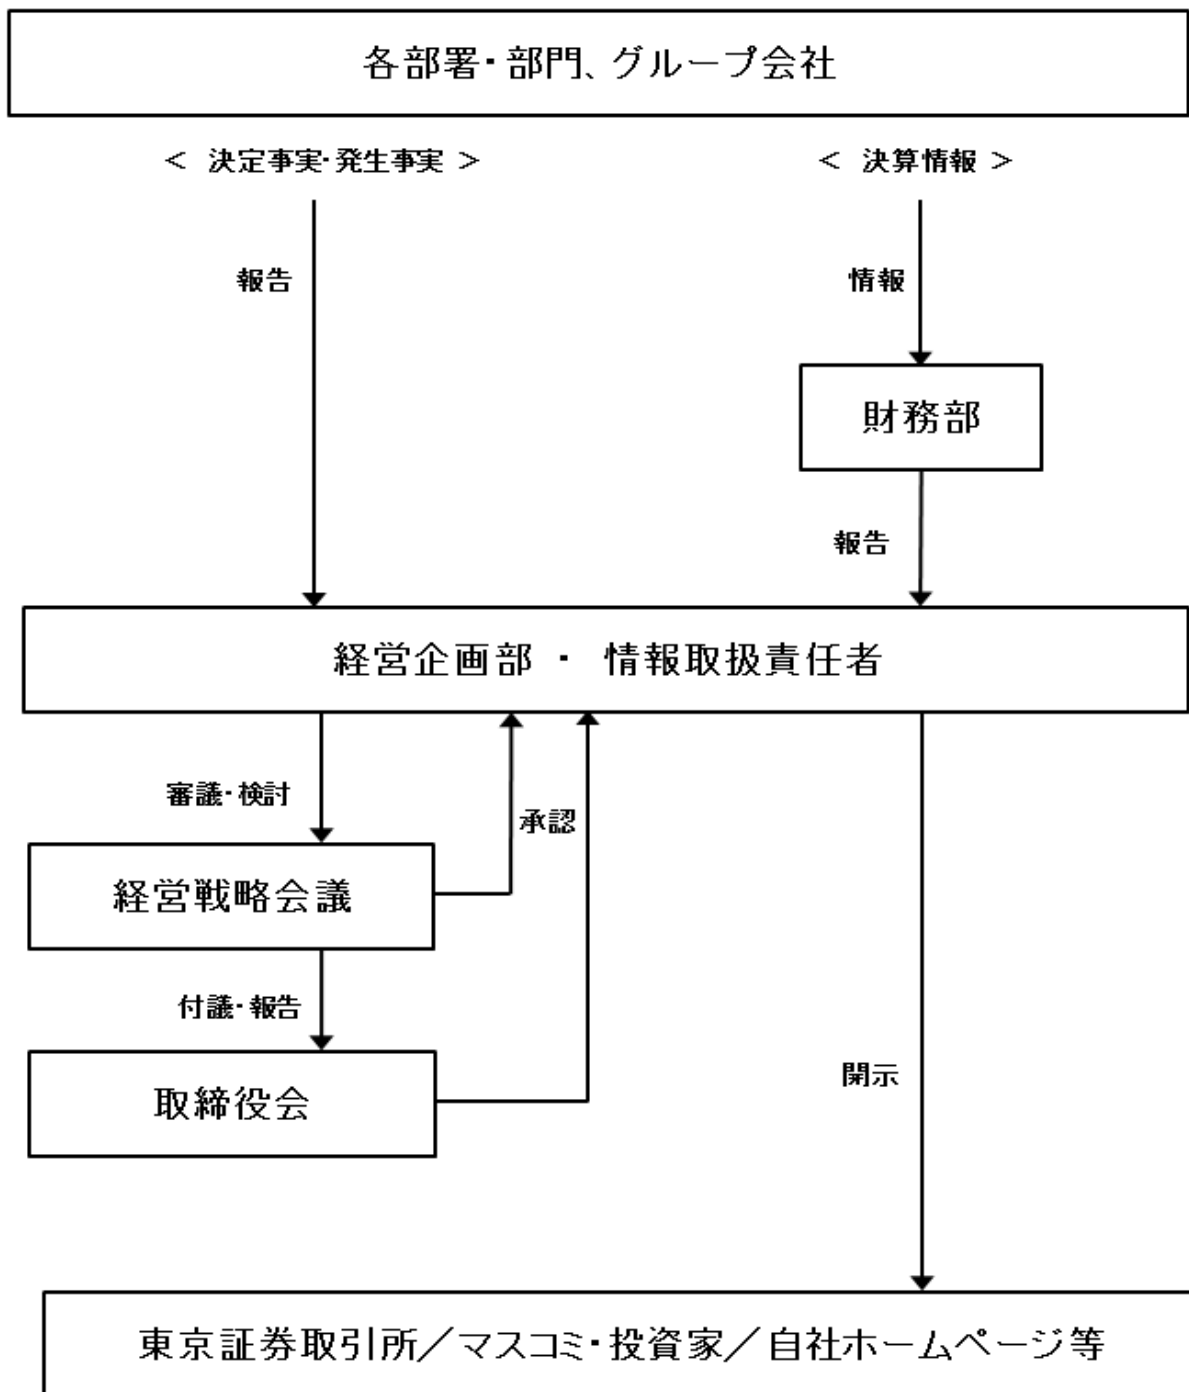 各部署・部門、グループ会社
＜ 決定事実・発生事実 ＞
＜ 決算情報 ＞
報告
情報
財務部
報告
経営企画部 ・ 情報取扱責任者
審議・検討
承認
経営戦略会議
付議・報告
取締役会
開示
東京証券取引所／マスコミ・投資家／自社ホームページ等